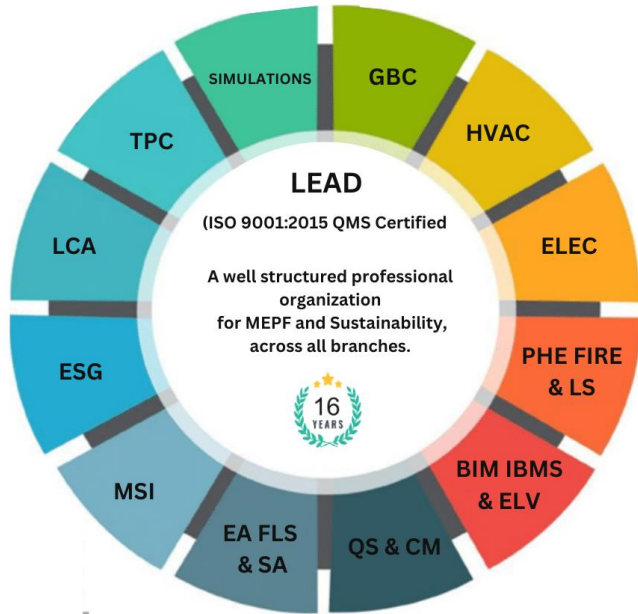 SIMULATIONS
GBC
HVAC
ELEC
PHE FIRE
& LS
BIM IBMS
& ELV
QS & CM
EA FLS
& SA
MSI
ESG
LCA
TPC
LEAD
(ISO 9001:2015 QMS Certified
A well structured professional
organization
for MEPF and Sustainability,
across all branches.
16
YEARS